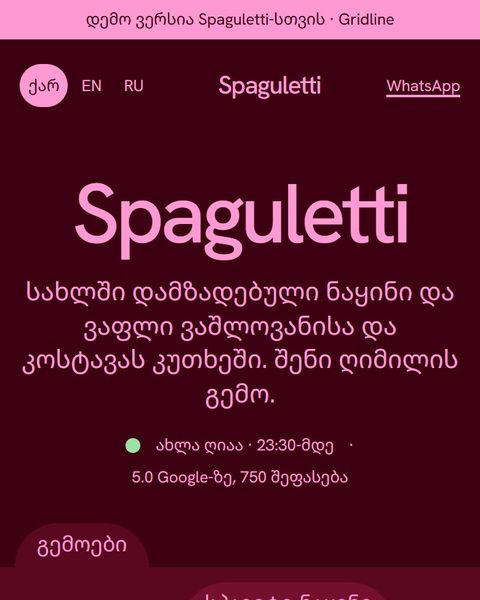 დემო ვერსია Spaguletti-სთვის · Gridline
ქარ EN RU Spaguletti WhatsApp
Spaguletti
სახლში დამზადებული ნაყინი და
ვაფლი ვაშლოვანისა და
კოსტავას კუთხეში. შენი ღიმილის
გემო.
ახლა ღიაა · 23:30-მდე ·
5.0 Google-ზე, 750 შეფასება
გემოები